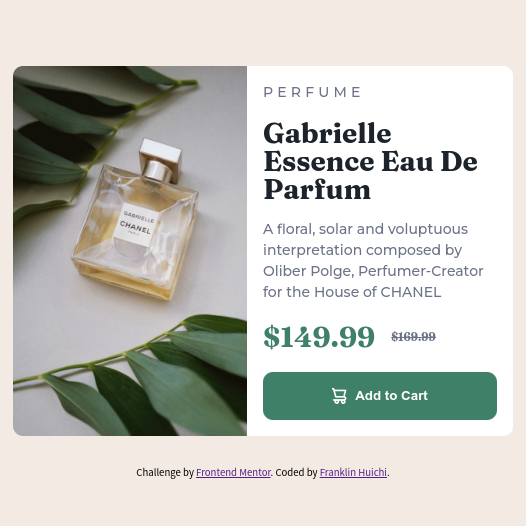 PERFUME
Gabrielle
Essence Eau De
Parfum
A floral, solar and voluptuous
interpretation composed by
Oliber Polge, Perfumer-Creator
for the House of CHANEL
$149.99 $169.99
Add to Cart
GABRIELLE
CHANEL
PARIS
Challenge by Frontend Mentor. Coded by Franklin Huichi.